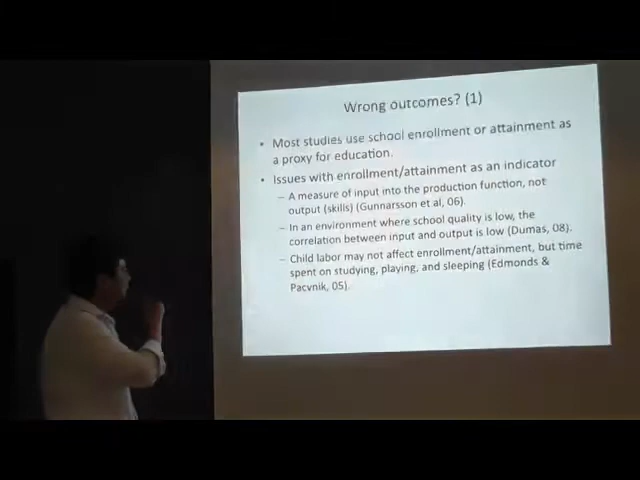 Wrong outcomes? (1)
• Most studies use school enrollment or attainment as
a proxy for education.
• Issues with enrollment/attainment as an indicator
– A measure of input into the production function, not
output (skills) (Gunnarsson et al, 06).
– In an environment where school quality is low, the
correlation between input and output is low (Dumas, 08).
– Child labor may not affect enrollment/attainment, but time
spent on studying, playing, and sleeping (Edmonds &
Pacvnik, 05).